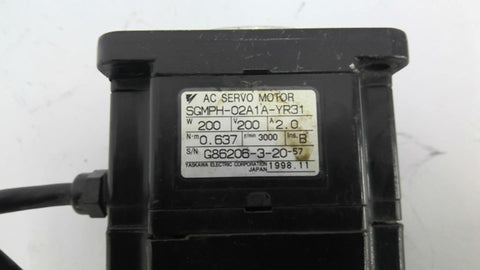 AC SERVO MOTOR
SGMPH-02A1A-YR31
W 200 V 200 A 2.0
N·m 0.637 r/min 3000 Ins. B
S/N G86206-3-20-57
YASKAWA ELECTRIC CORPORATION 1998.11
JAPAN